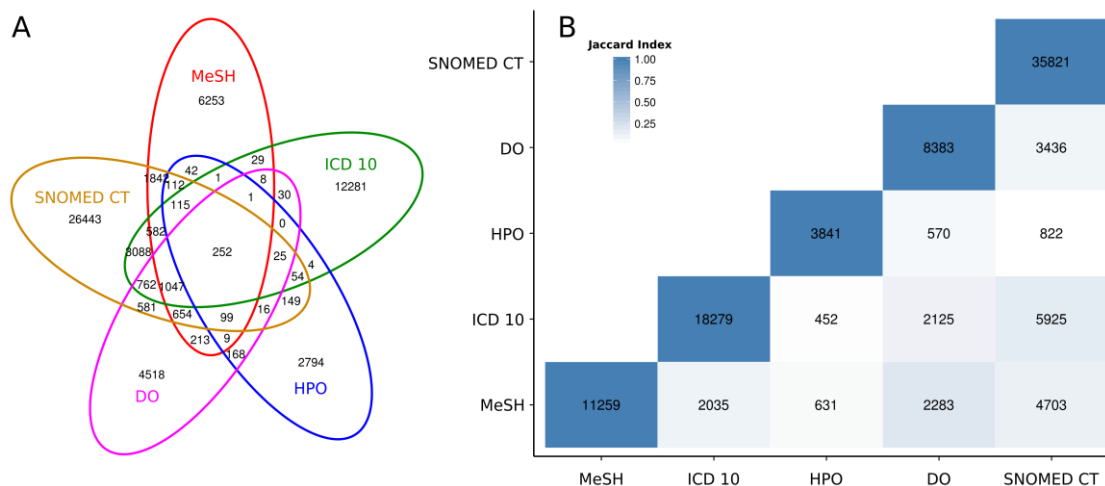 A
MeSH
6253
ICD 10
12281
SNOMED CT
26443
HPO
2794
DO
4518
29
42
1
8
1842
112
30
115
1
0
582
3088
252
25
4
54
762
1047
149
581
654
99
16
213
9
168
B
Jaccard Index
1.00
0.75
0.50
0.25
SNOMED CT
35821
DO
8383
3436
HPO
3841
570
822
ICD 10
18279
452
2125
5925
MeSH
11259
2035
631
2283
4703
MeSH
ICD 10
HPO
DO
SNOMED CT